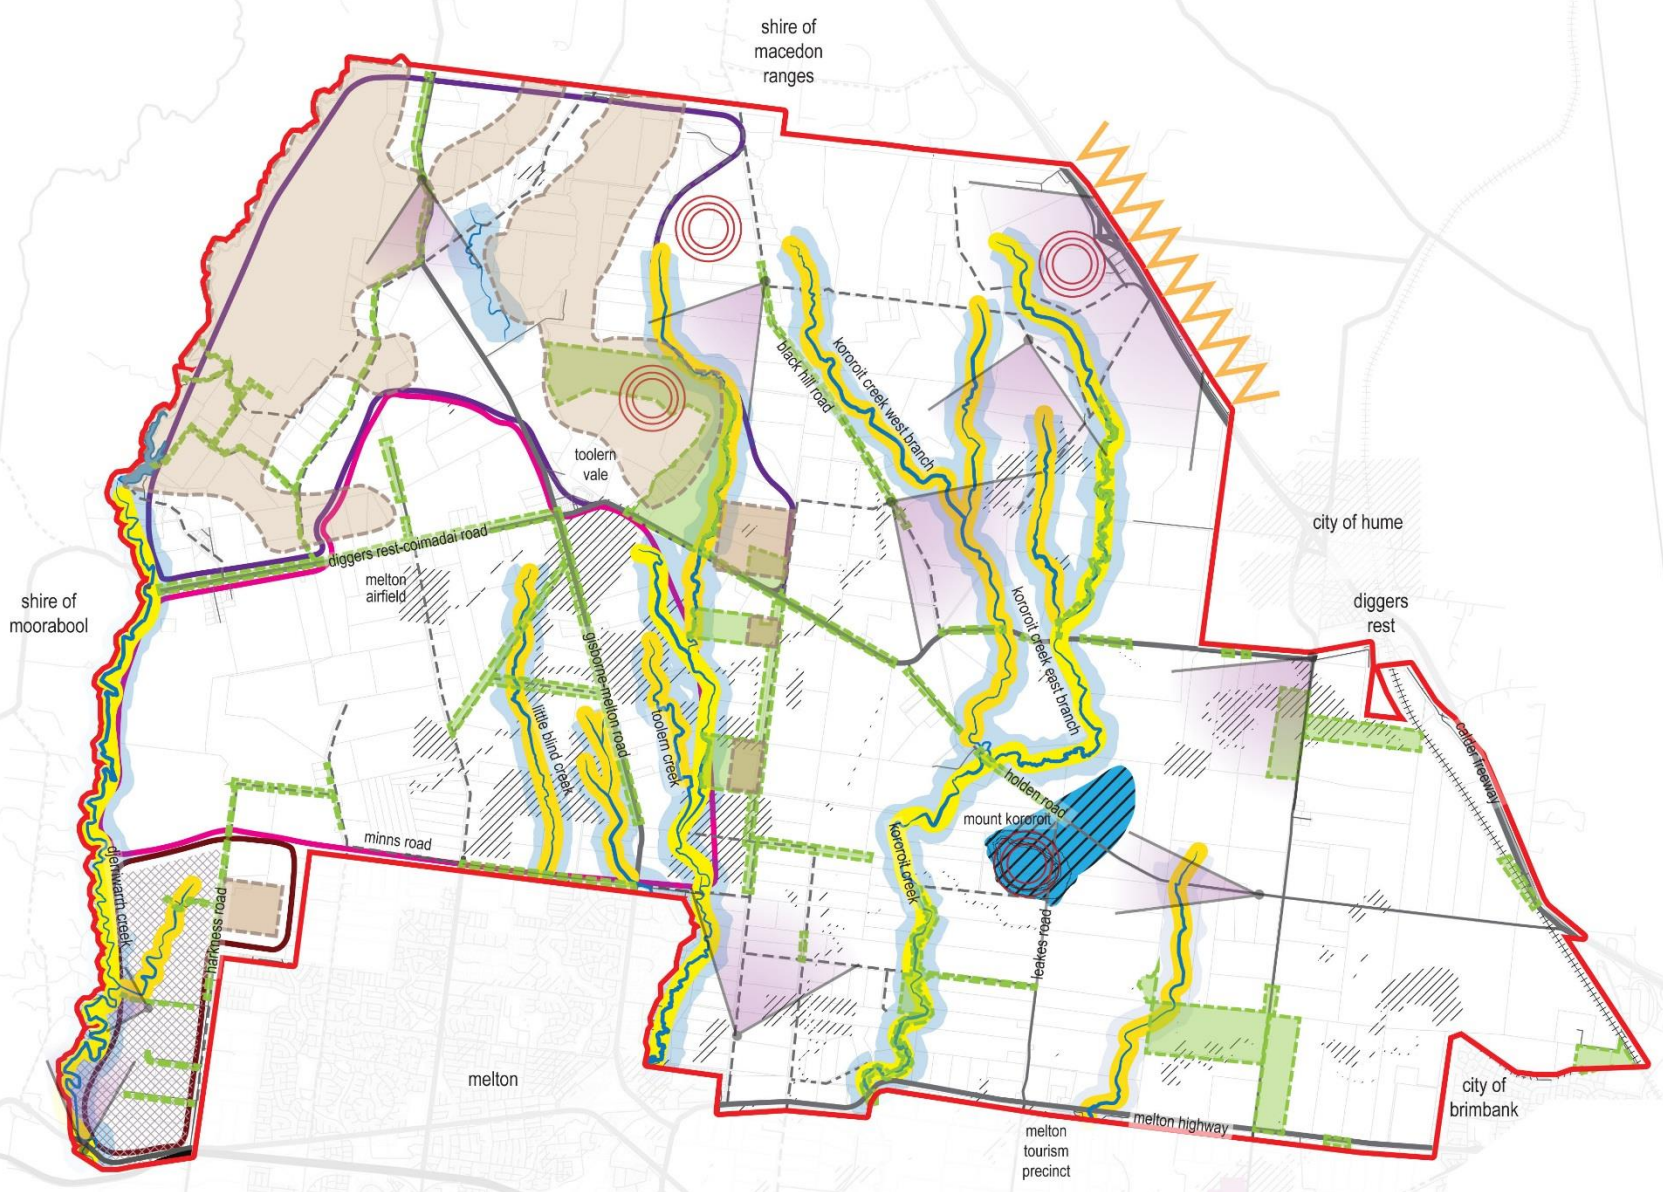 shire of
macedon
ranges
black hill road
kororoit creek west branch
toolern
vale
city of hume
diggers rest-coimadai road
melton
airfield
shire of
moorabool
diggers
rest
kororoit creek east branch
gisborne-melton road
little blind creek
toolern creek
calder freeway
holden road
mount kororoit
minns road
djerriwarrh creek
kororoit creek
harkness road
leakes road
melton
city of
brimbank
melton highway
melton
tourism
precinct